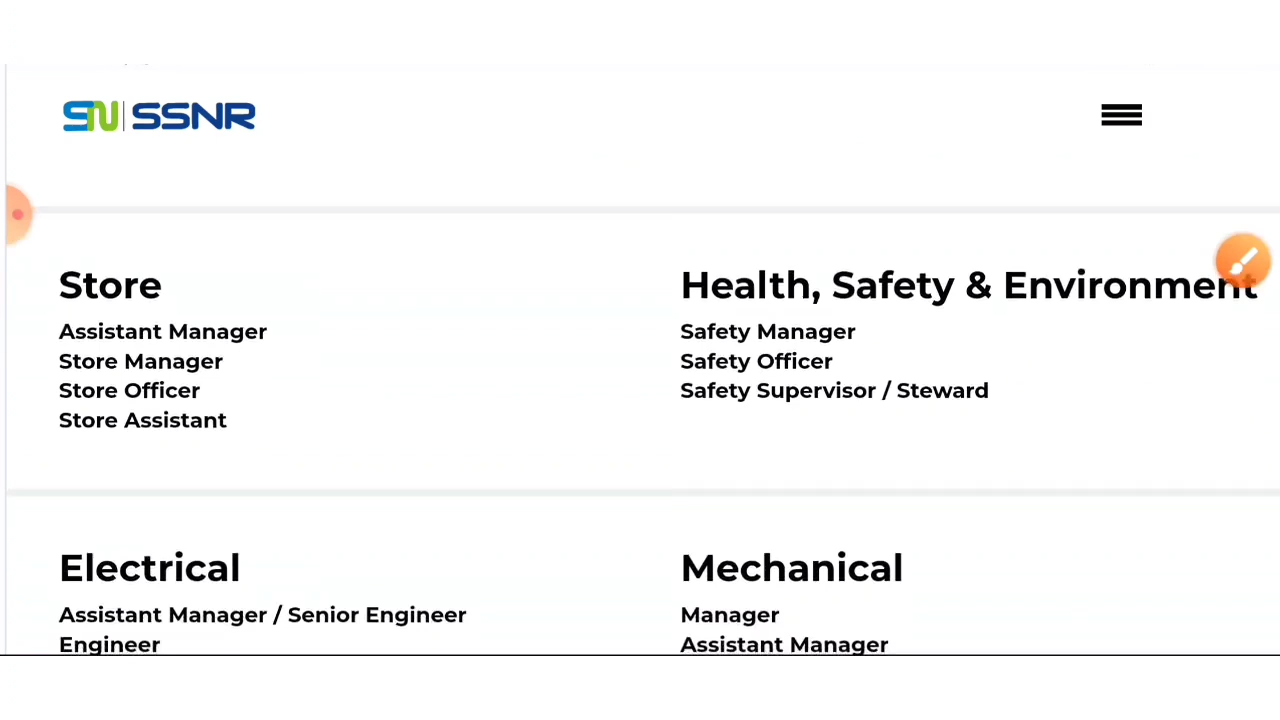 SN SSNR
Store
Assistant Manager
Store Manager
Store Officer
Store Assistant
Health, Safety & Environment
Safety Manager
Safety Officer
Safety Supervisor / Steward
Electrical
Assistant Manager / Senior Engineer
Engineer
Mechanical
Manager
Assistant Manager